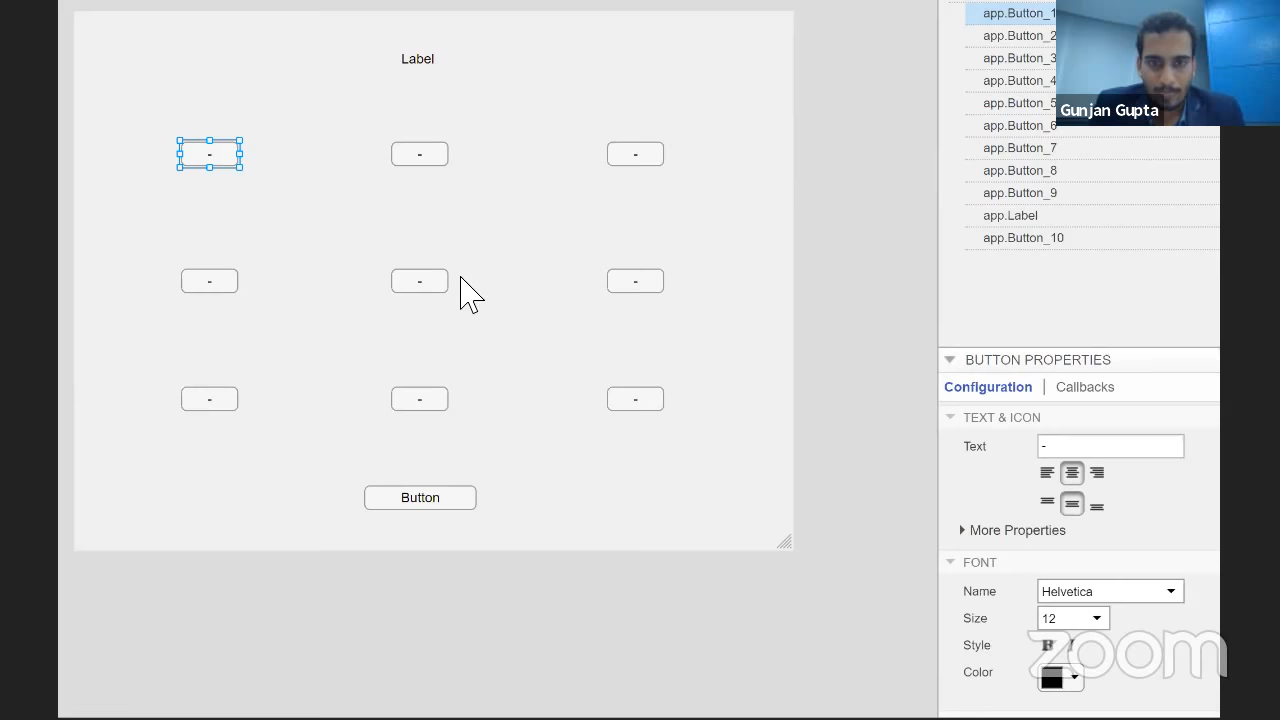 Label
-
-
-
-
-
-
-
-
-
Button
app.Button_1
app.Button_2
app.Button_3
app.Button_4
app.Button_5
app.Button_6
app.Button_7
app.Button_8
app.Button_9
app.Label
app.Button_10
Gunjan Gupta
BUTTON PROPERTIES
Configuration | Callbacks
TEXT & ICON
Text -
More Properties
FONT
Name Helvetica
Size 12
Style B I
Color
zoom